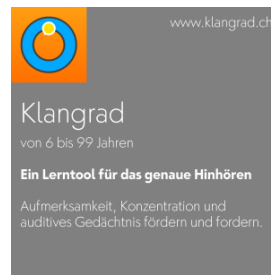 www.klangrad.ch
Klangrad
von 6 bis 99 Jahren
Ein Lerntool für das genaue Hinhören
Aufmerksamkeit, Konzentration und
auditives Gedächtnis fördern und fordern.